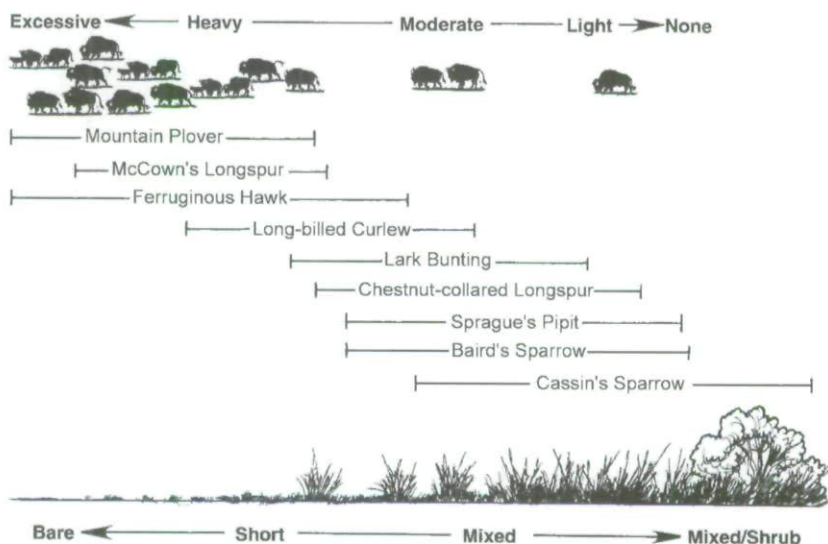 Excessive Heavy Moderate Light None
Mountain Plover
McCown's Longspur
Ferruginous Hawk
Long-billed Curlew
Lark Bunting
Chestnut-collared Longspur
Sprague's Pipit
Baird's Sparrow
Cassin's Sparrow
Bare Short Mixed Mixed/Shrub